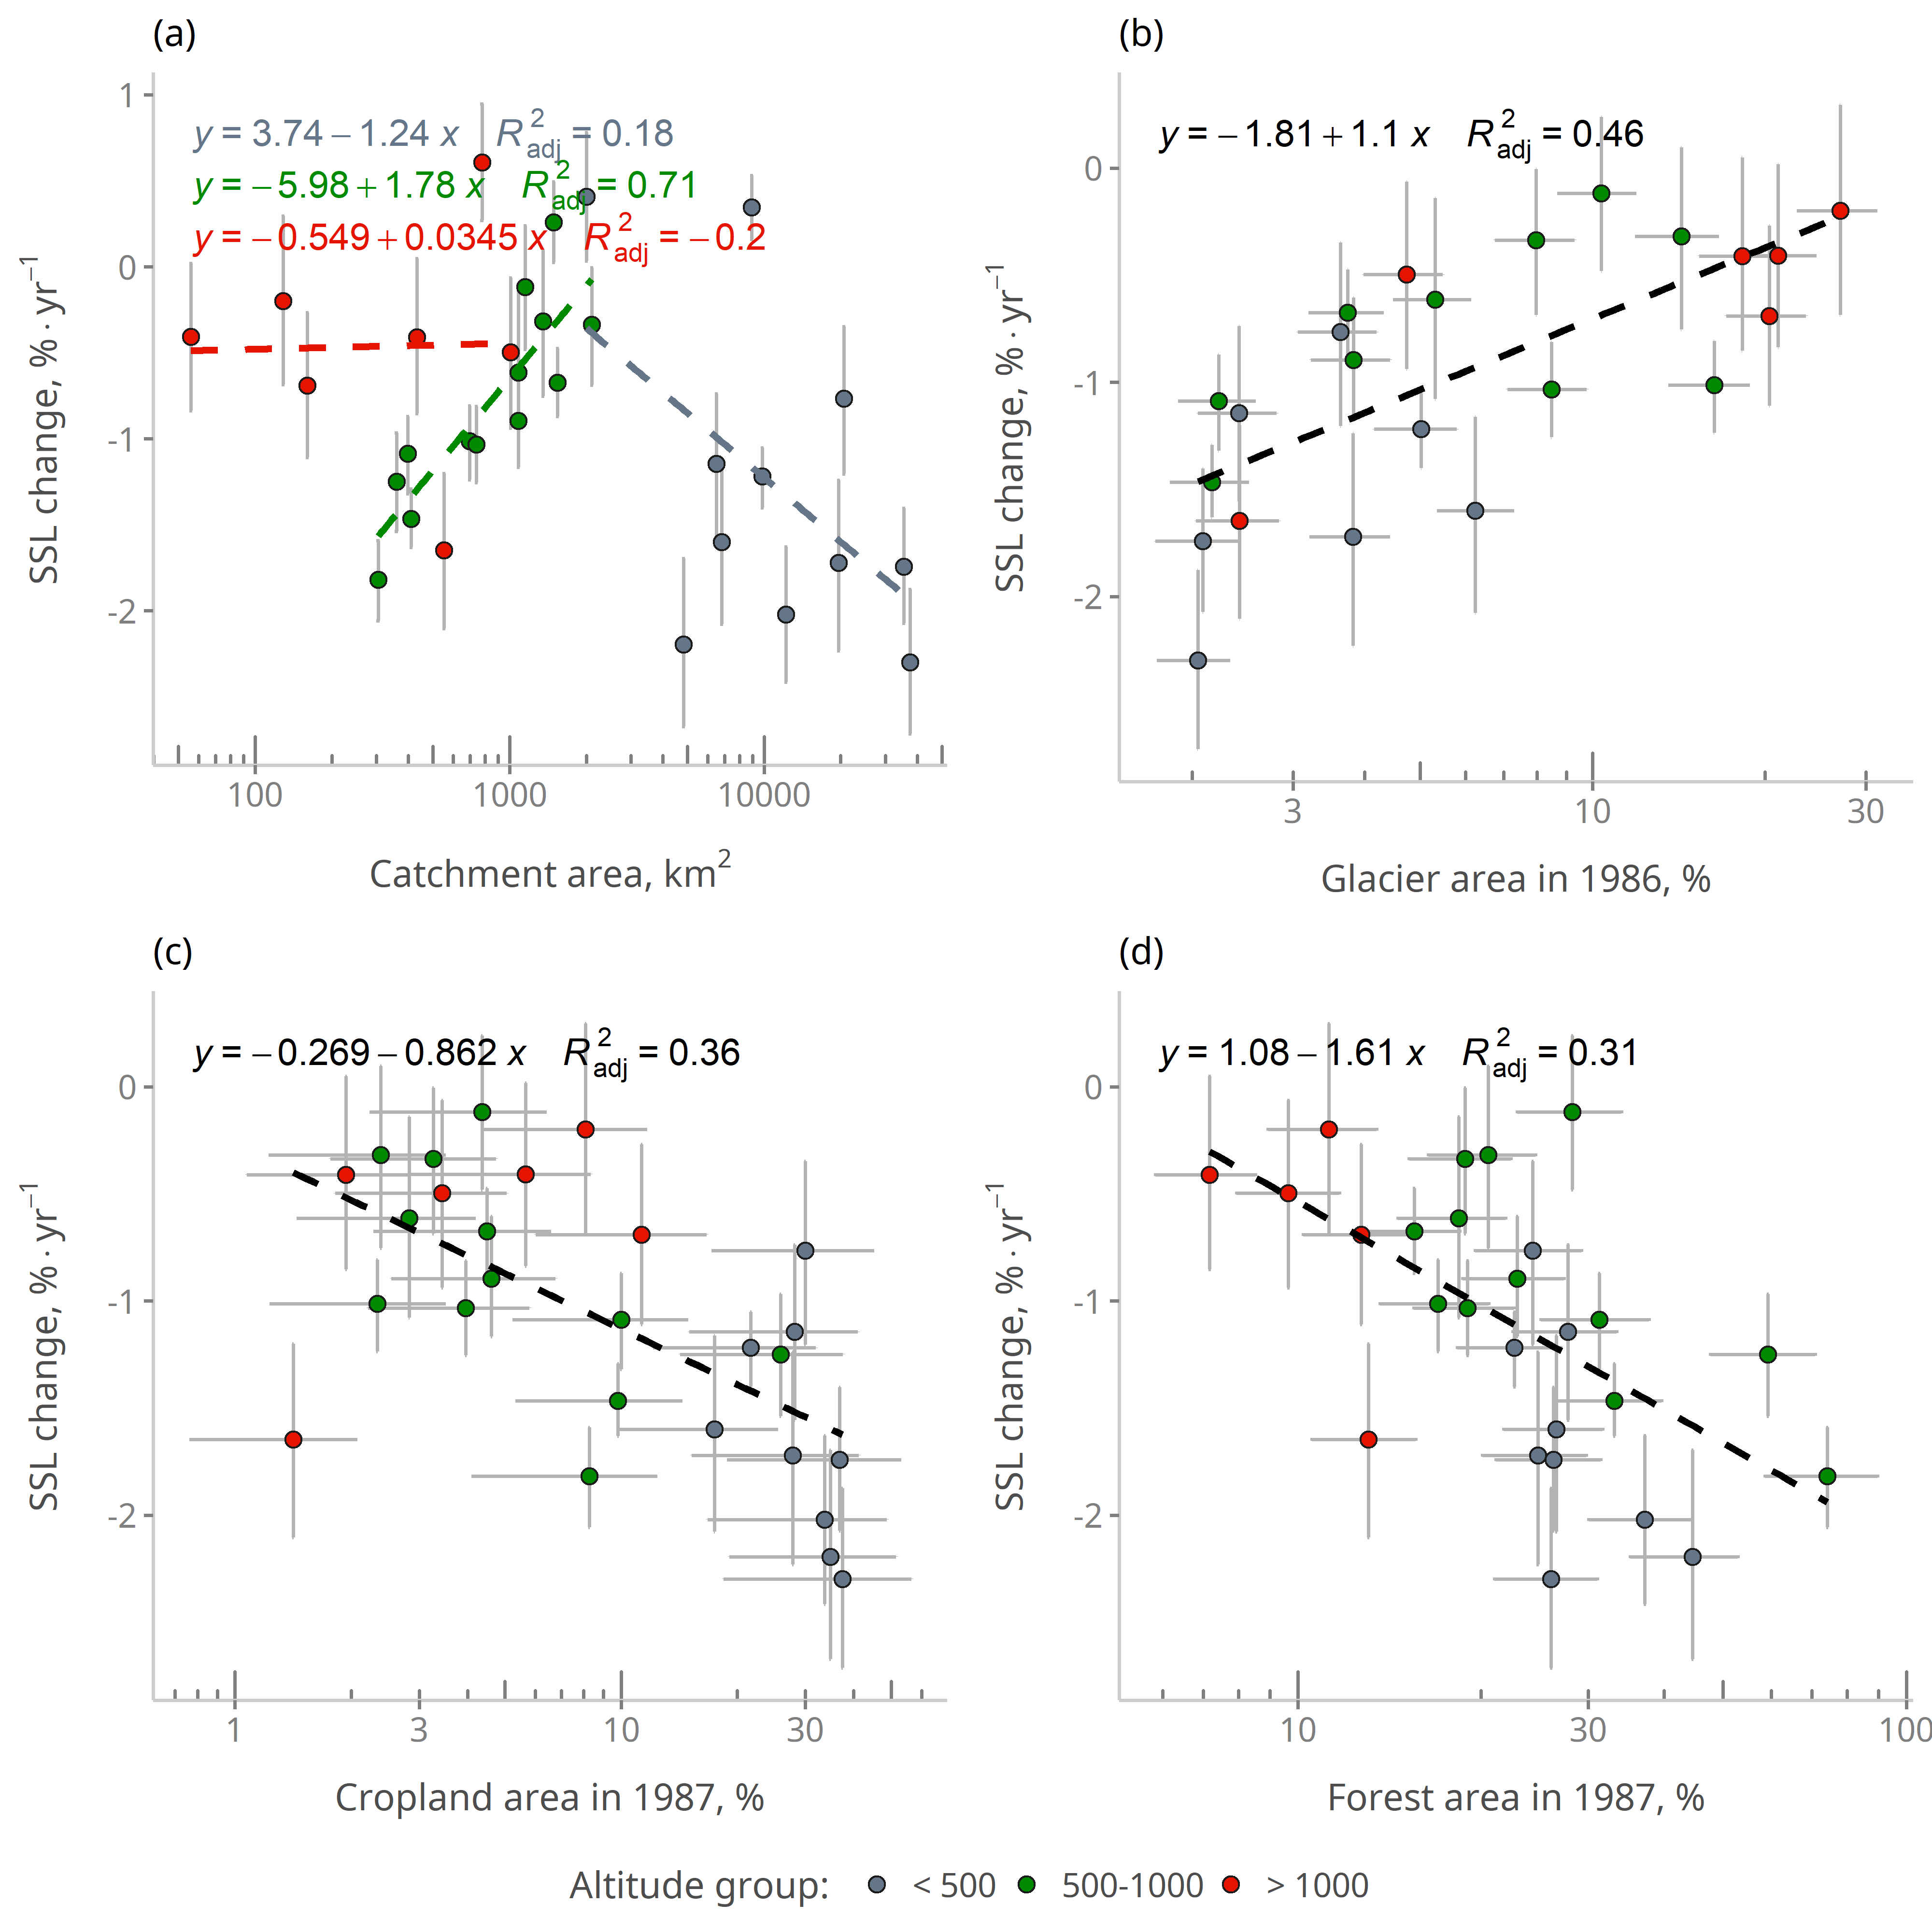 (a)
y = 3.74 − 1.24 x R²adj = 0.18
y = −5.98 + 1.78 x R²adj = 0.71
y = −0.549 + 0.0345 x R²adj = −0.2
SSL change, % · yr⁻¹
1
0
-1
-2
100 1000 10000
Catchment area, km²
(b)
y = −1.81 + 1.1 x R²adj = 0.46
SSL change, % · yr⁻¹
0
-1
-2
3 10 30
Glacier area in 1986, %
(c)
y = −0.269 − 0.862 x R²adj = 0.36
SSL change, % · yr⁻¹
0
-1
-2
1 3 10 30
Cropland area in 1987, %
(d)
y = 1.08 − 1.61 x R²adj = 0.31
SSL change, % · yr⁻¹
0
-1
-2
10 30 100
Forest area in 1987, %
Altitude group: < 500 500-1000 > 1000